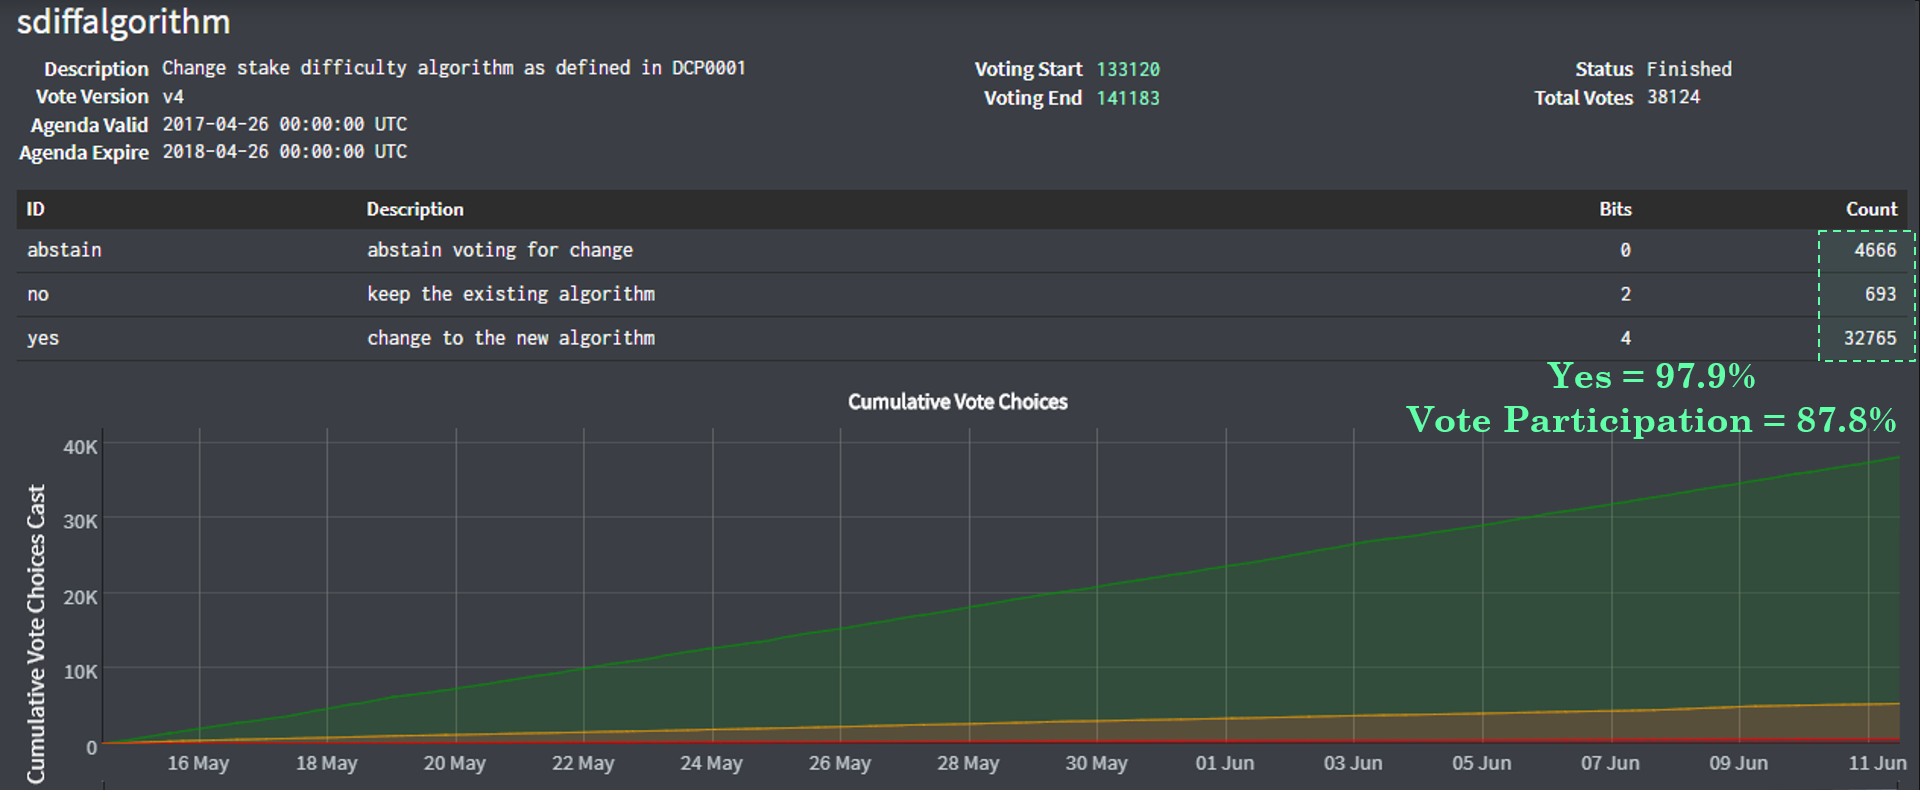 sdiffalgorithm
Description Change stake difficulty algorithm as defined in DCP0001
Vote Version v4
Agenda Valid 2017-04-26 00:00:00 UTC
Agenda Expire 2018-04-26 00:00:00 UTC
Voting Start 133120
Voting End 141183
Status Finished
Total Votes 38124
ID Description Bits Count
abstain abstain voting for change 0 4666
no keep the existing algorithm 2 693
yes change to the new algorithm 4 32765
Yes = 97.9%
Vote Participation = 87.8%
Cumulative Vote Choices
Cumulative Vote Choices Cast
40K
30K
20K
10K
0
16 May 18 May 20 May 22 May 24 May 26 May 28 May 30 May 01 Jun 03 Jun 05 Jun 07 Jun 09 Jun 11 Jun